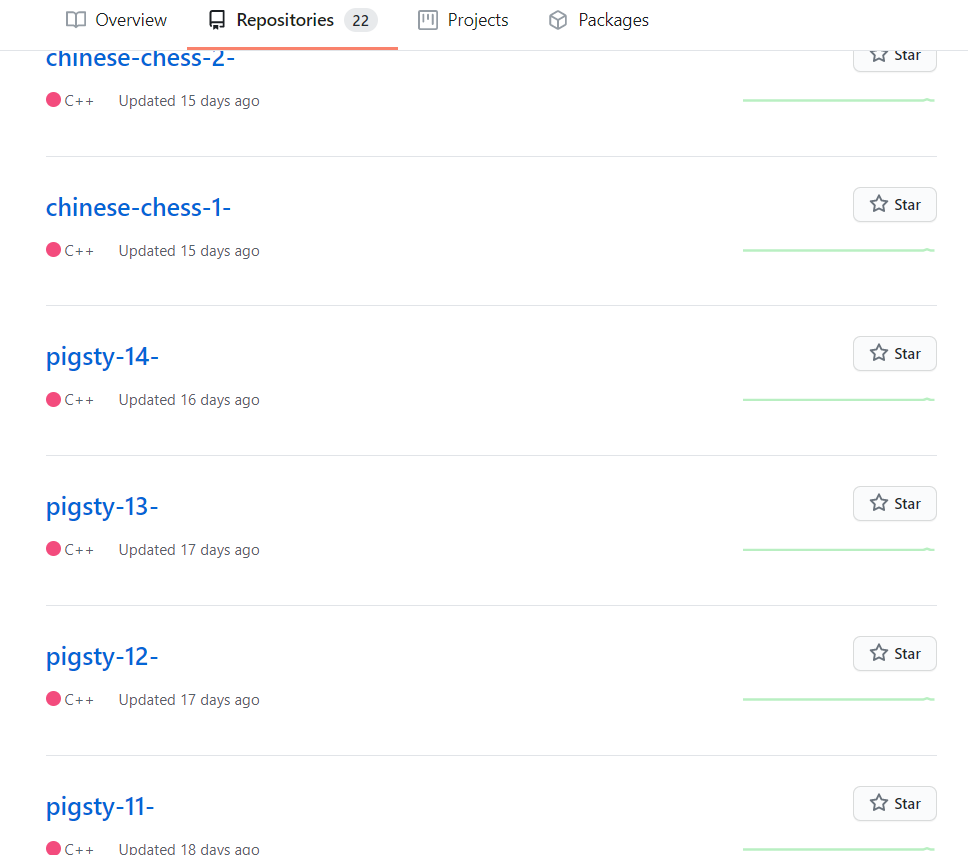 Overview Repositories 22 Projects Packages
chinese-chess-2- Star
C++ Updated 15 days ago
chinese-chess-1- Star
C++ Updated 15 days ago
pigsty-14- Star
C++ Updated 16 days ago
pigsty-13- Star
C++ Updated 17 days ago
pigsty-12- Star
C++ Updated 17 days ago
pigsty-11- Star
C++ Updated 18 days ago